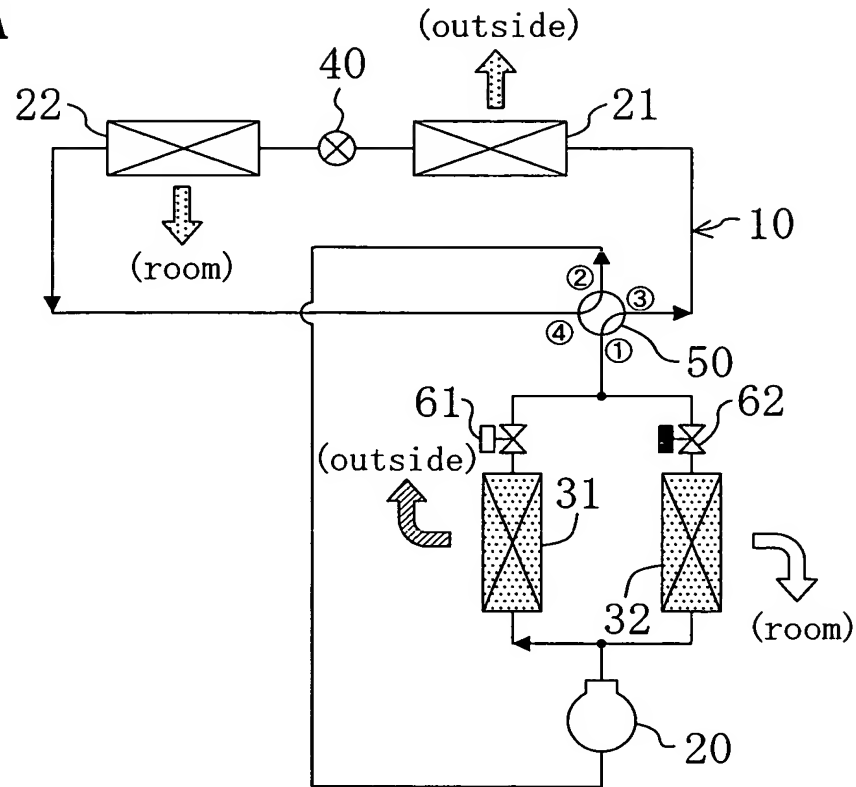 A
(outside)
40
22
21
10
(room)
②
③
④
①
50
61
62
(outside)
31
32
(room)
20